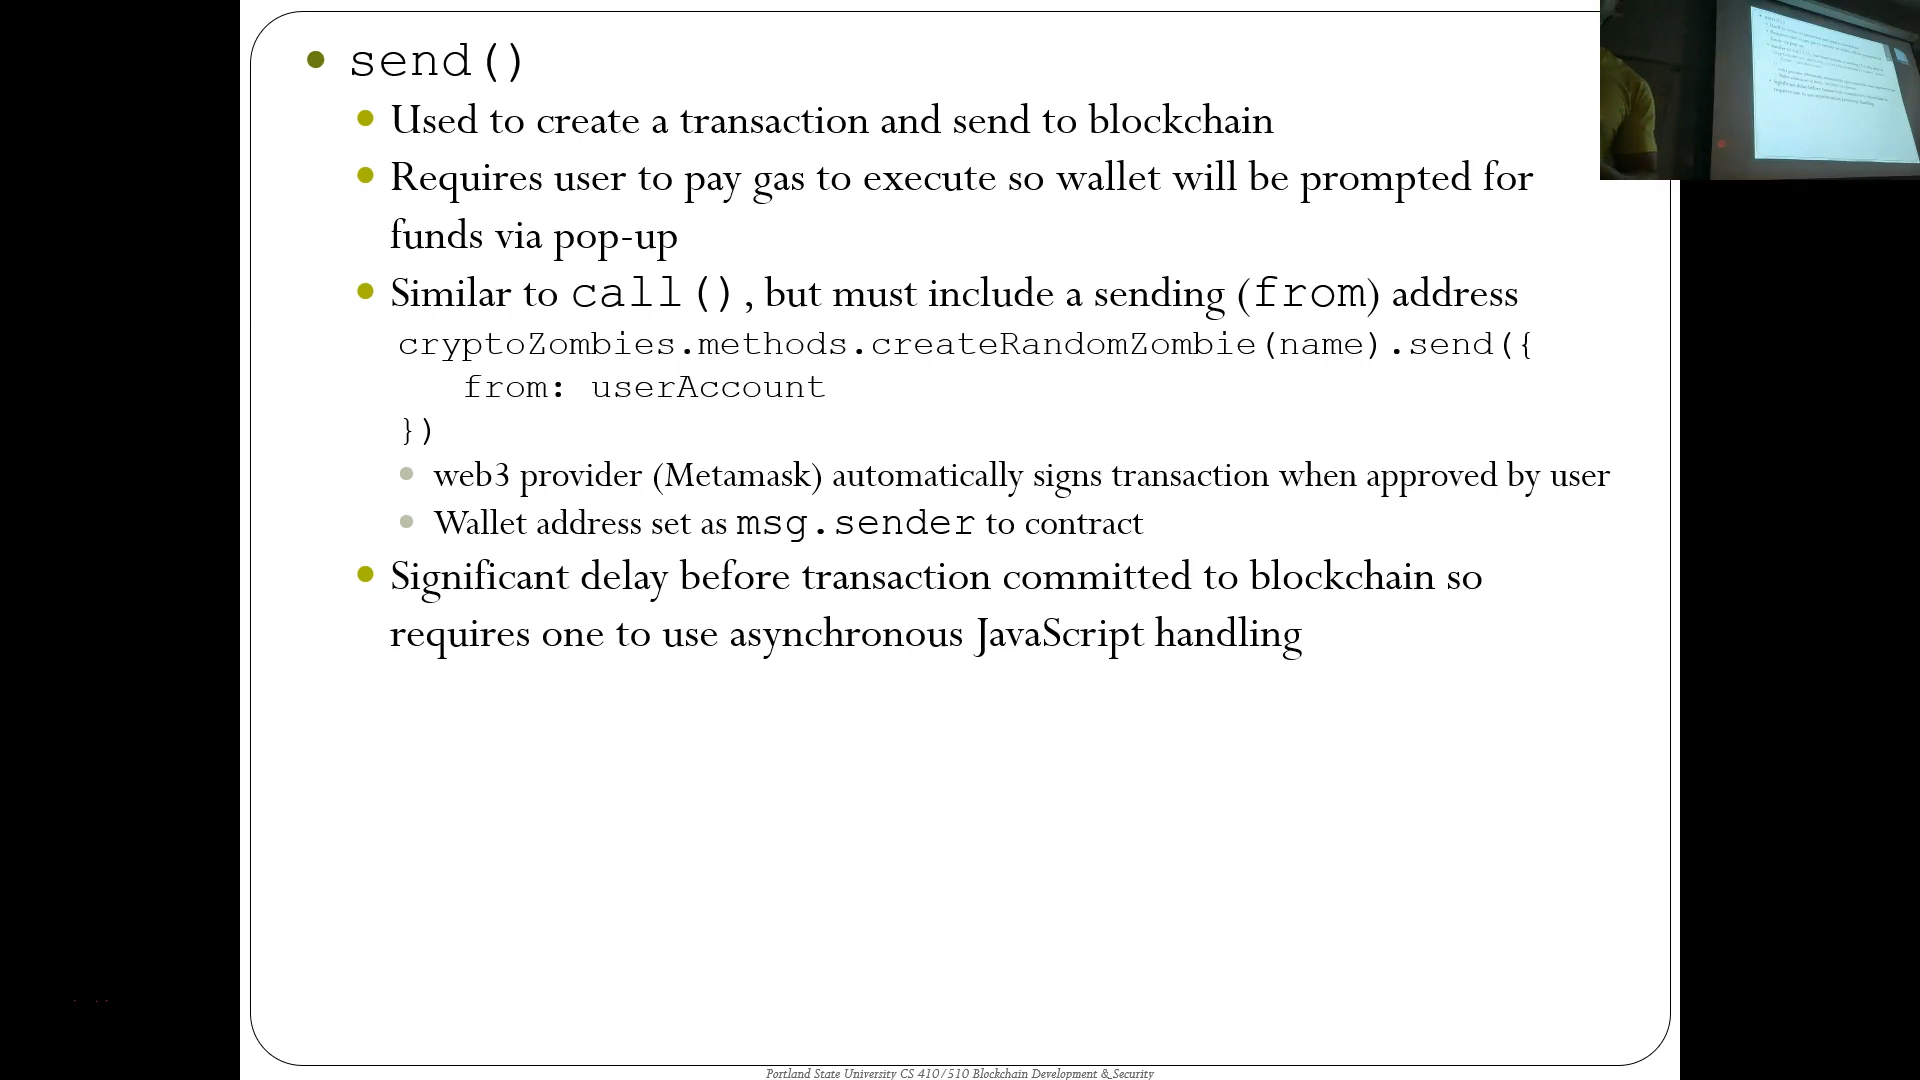 send()
Used to create a transaction and send to blockchain
Requires user to pay gas to execute so wallet will be prompted for
funds via pop-up
Similar to call(), but must include a sending (from) address
cryptoZombies.methods.createRandomZombie(name).send({
from: userAccount
})
web3 provider (Metamask) automatically signs transaction when approved by user
Wallet address set as msg.sender to contract
Significant delay before transaction committed to blockchain so
requires one to use asynchronous JavaScript handling
Portland State University CS 410/510 Blockchain Development & Security